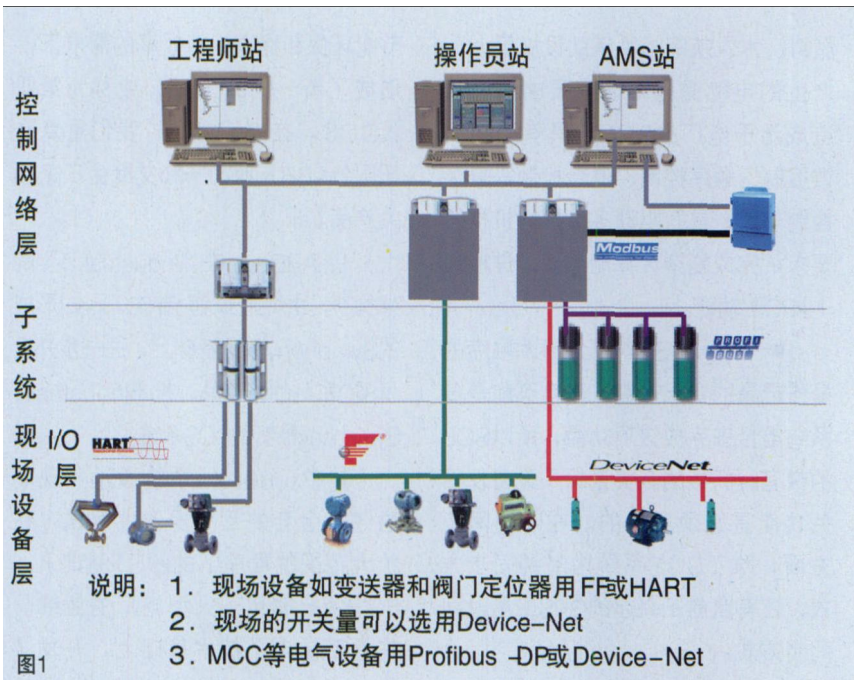 工程师站 操作员站 AMS站
控制网络层
Modbus
子系统
PROFI
BUS
现场设备层
I/O层
HART
DeviceNet
说明：1. 现场设备如变送器和阀门定位器用FF或HART
2. 现场的开关量可以选用Device-Net
3. MCC等电气设备用Profibus -DP或Device-Net
图1